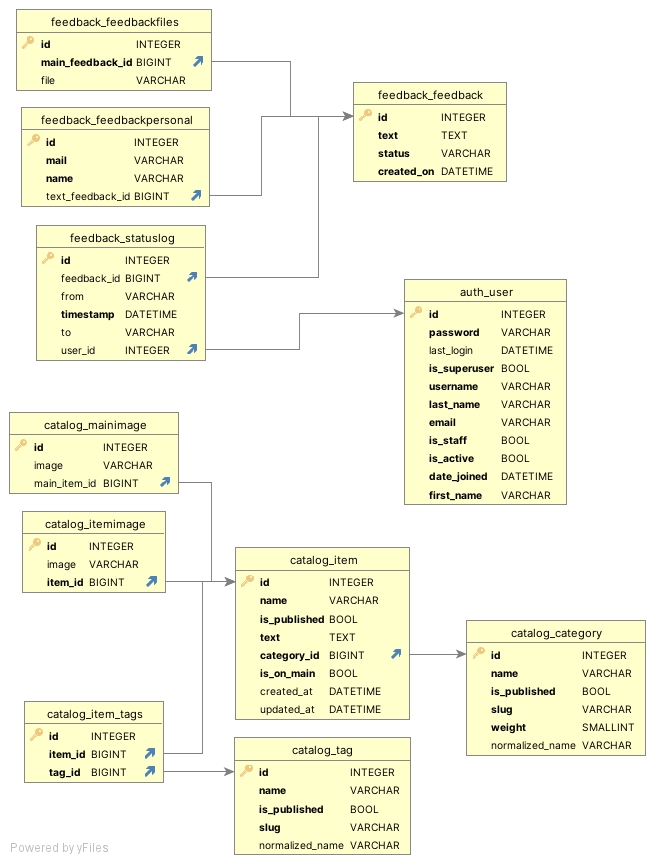 feedback_feedbackfiles
id INTEGER
main_feedback_id BIGINT
file VARCHAR
feedback_feedbackpersonal
id INTEGER
mail VARCHAR
name VARCHAR
text_feedback_id BIGINT
feedback_feedback
id INTEGER
text TEXT
status VARCHAR
created_on DATETIME
feedback_statuslog
id INTEGER
feedback_id BIGINT
from VARCHAR
timestamp DATETIME
to VARCHAR
user_id INTEGER
auth_user
id INTEGER
password VARCHAR
last_login DATETIME
is_superuser BOOL
username VARCHAR
last_name VARCHAR
email VARCHAR
is_staff BOOL
is_active BOOL
date_joined DATETIME
first_name VARCHAR
catalog_mainimage
id INTEGER
image VARCHAR
main_item_id BIGINT
catalog_itemimage
id INTEGER
image VARCHAR
item_id BIGINT
catalog_item
id INTEGER
name VARCHAR
is_published BOOL
text TEXT
category_id BIGINT
is_on_main BOOL
created_at DATETIME
updated_at DATETIME
catalog_category
id INTEGER
name VARCHAR
is_published BOOL
slug VARCHAR
weight SMALLINT
normalized_name VARCHAR
catalog_item_tags
id INTEGER
item_id BIGINT
tag_id BIGINT
catalog_tag
id INTEGER
name VARCHAR
is_published BOOL
slug VARCHAR
normalized_name VARCHAR
Powered by yFiles